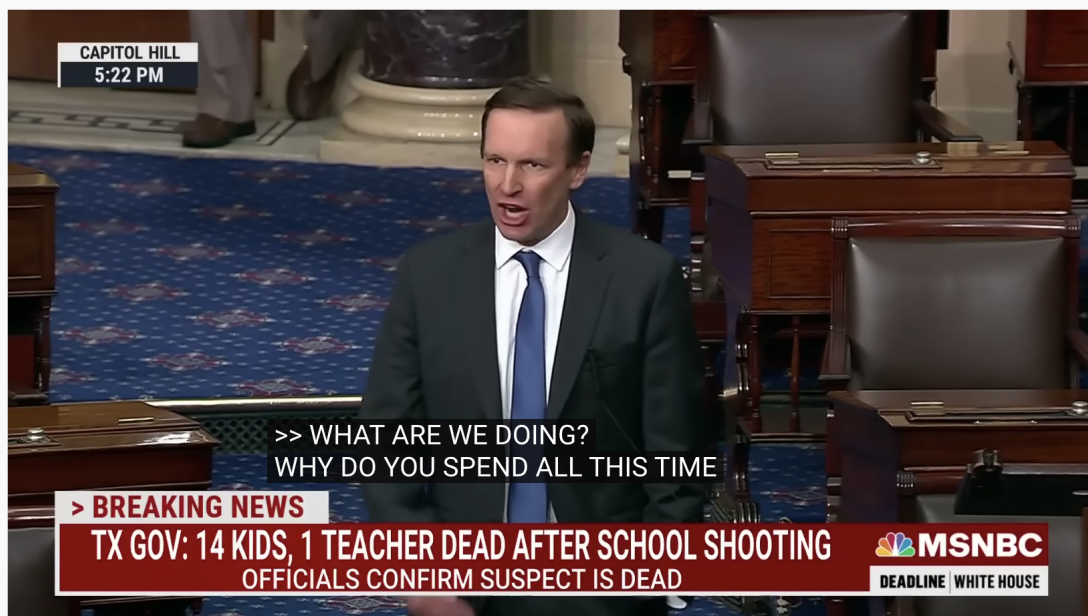 CAPITOL HILL
5:22 PM
>> WHAT ARE WE DOING?
WHY DO YOU SPEND ALL THIS TIME
> BREAKING NEWS
TX GOV: 14 KIDS, 1 TEACHER DEAD AFTER SCHOOL SHOOTING
OFFICIALS CONFIRM SUSPECT IS DEAD
MSNBC
DEADLINE | WHITE HOUSE